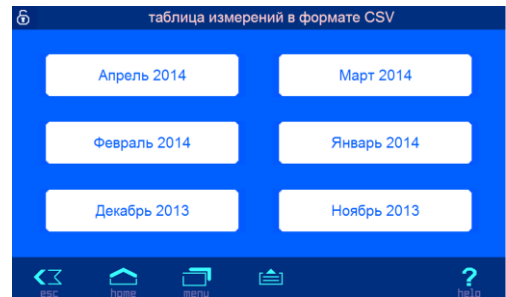 таблица измерений в формате CSV
Апрель 2014 Март 2014
Февраль 2014 Январь 2014
Декабрь 2013 Ноябрь 2013
esc home menu help